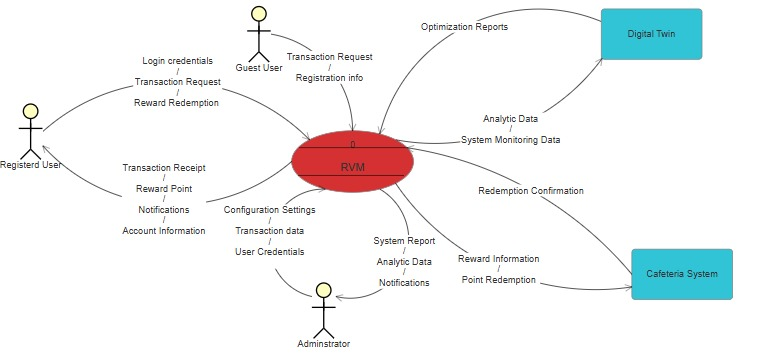 Guest User
Transaction Request
/
Registration info
Optimization Reports
Digital Twin
Login credentials
/
Transaction Request
/
Reward Redemption
Registerd User
Analytic Data
/
System Monitoring Data
0
RVM
Transaction Receipt
/
Reward Point
/
Notifications
/
Account Information
Configuration Settings
/
Transaction data
/
User Credentials
System Report
/
Analytic Data
/
Notifications
Redemption Confirmation
Reward Information
/
Point Redemption
Cafeteria System
Adminstrator